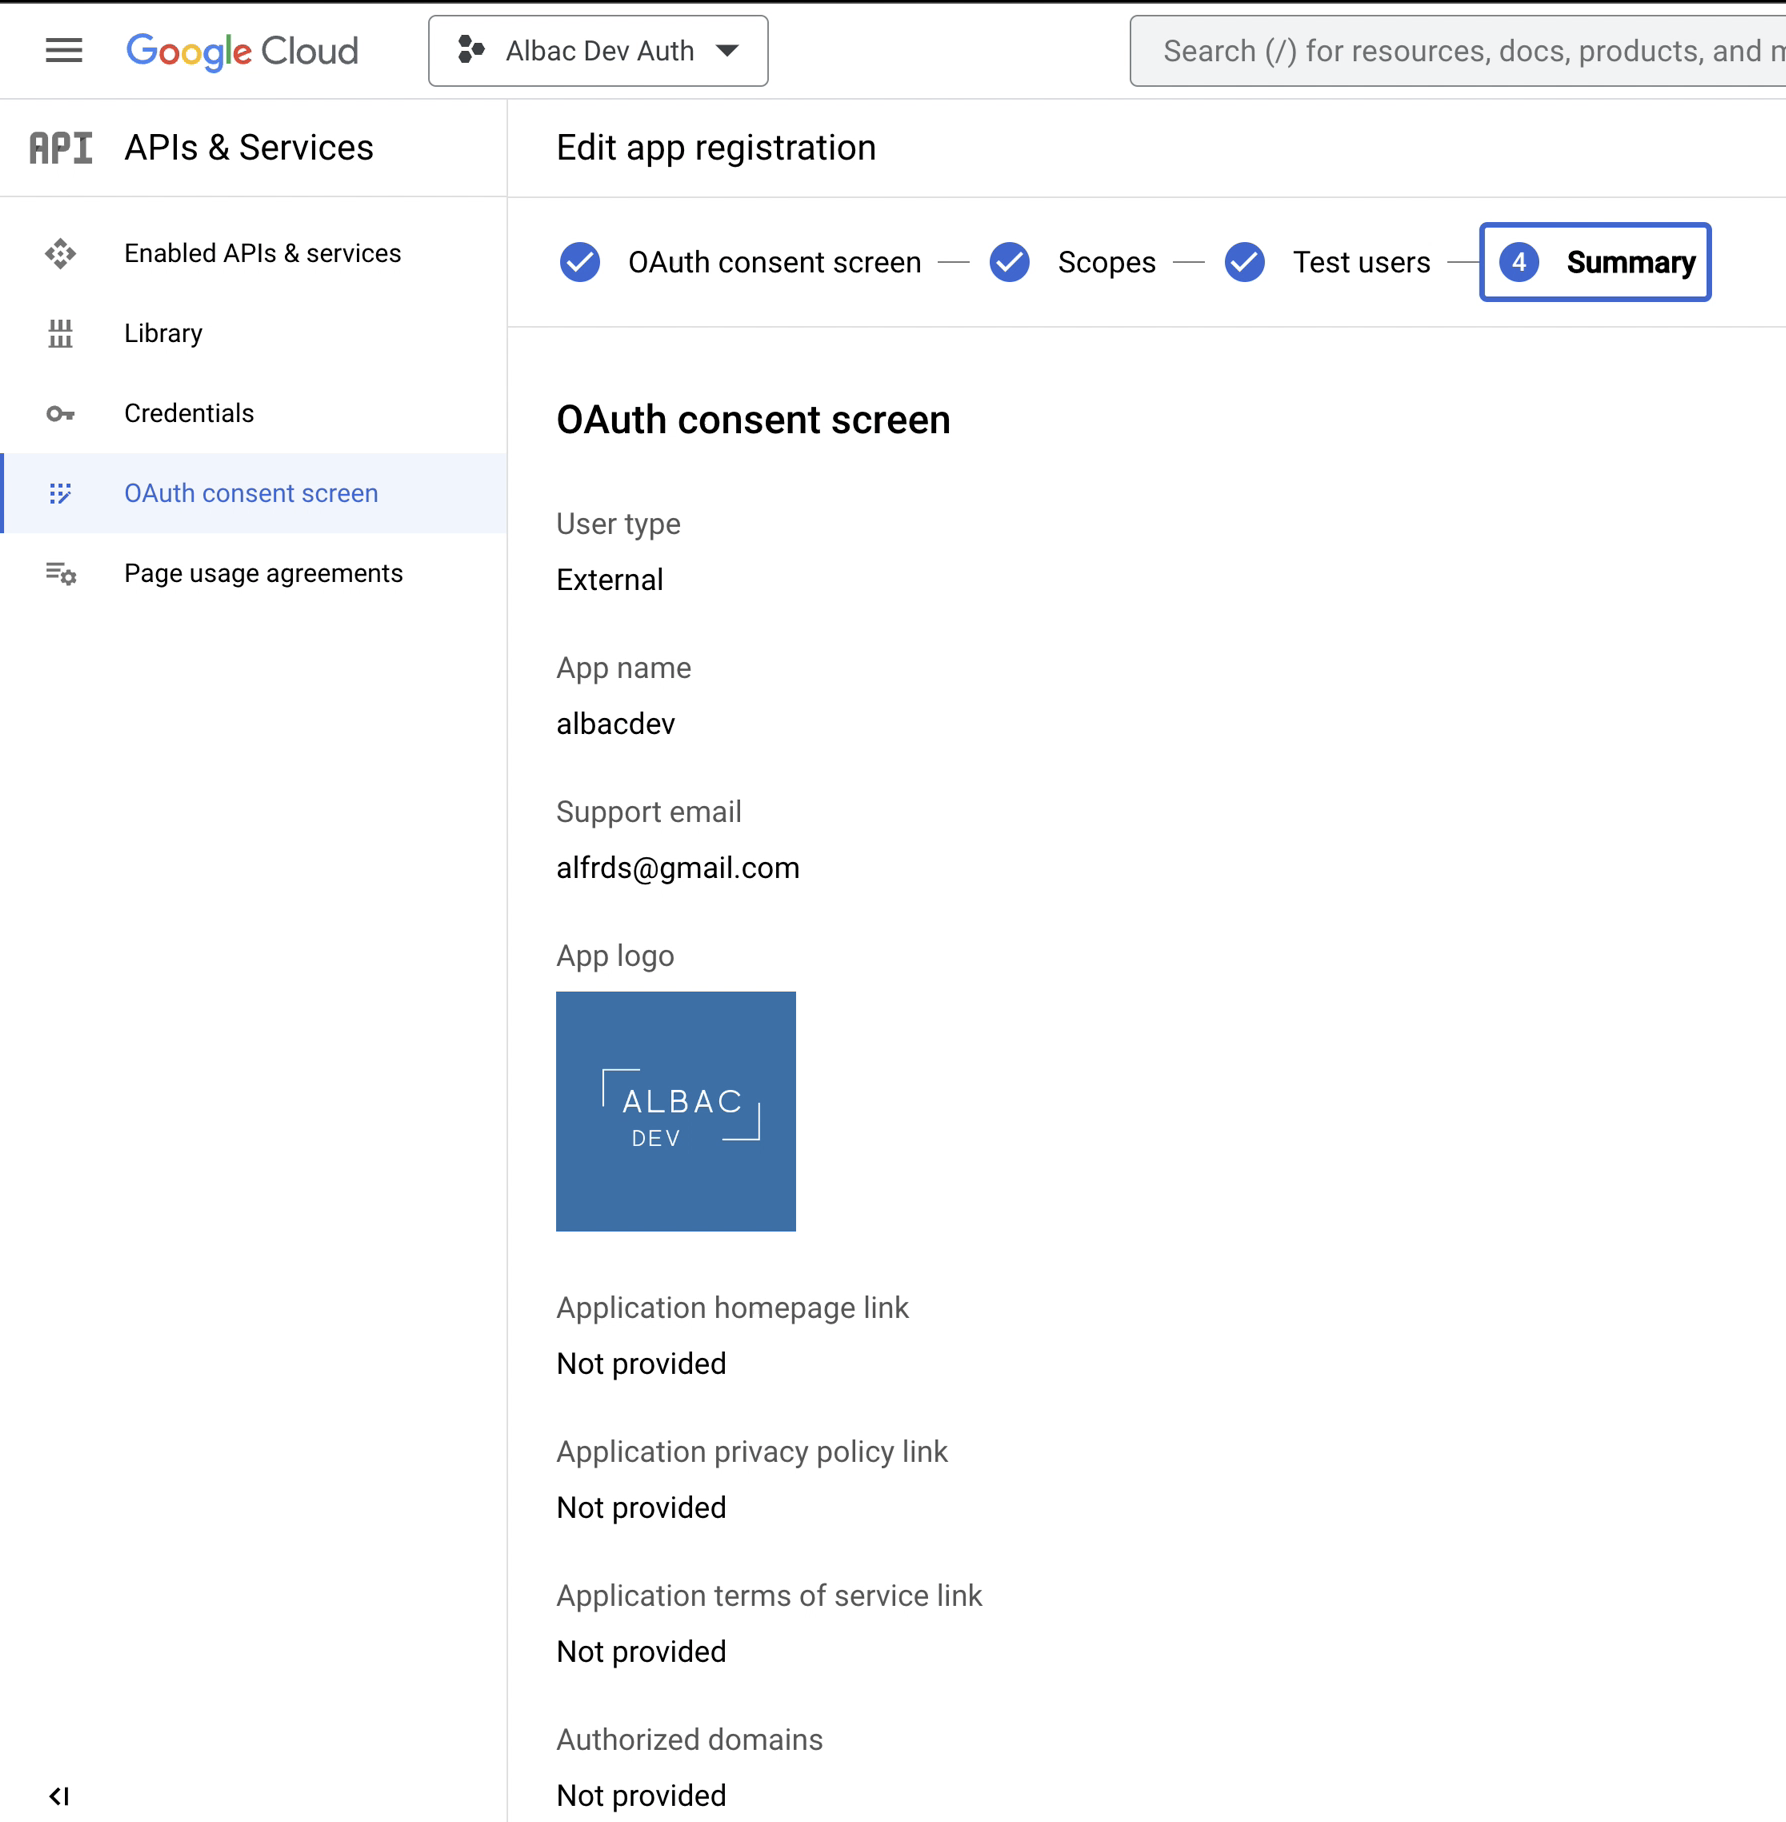 Google Cloud
Albac Dev Auth
Search (/) for resources, docs, products, and m
API APIs & Services
Edit app registration
Enabled APIs & services
Library
Credentials
OAuth consent screen
Page usage agreements
OAuth consent screen
Scopes
Test users
4 Summary
OAuth consent screen
User type
External
App name
albacdev
Support email
alfrds@gmail.com
App logo
ALBAC
DEV
Application homepage link
Not provided
Application privacy policy link
Not provided
Application terms of service link
Not provided
Authorized domains
Not provided